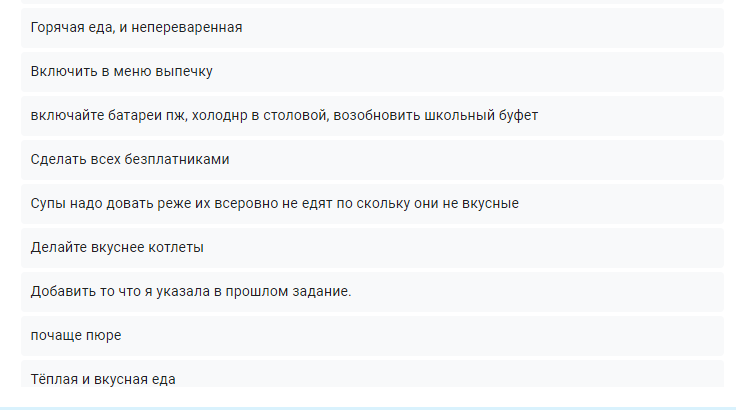 Горячая еда, и непереваренная
Включить в меню выпечку
включайте батареи пж, холоднр в столовой, возобновить школьный буфет
Сделать всех безплатниками
Супы надо довать реже их всеровно не едят по скольку они не вкусные
Делайте вкуснее котлеты
Добавить то что я указала в прошлом задание.
почаще пюре
Тёплая и вкусная еда